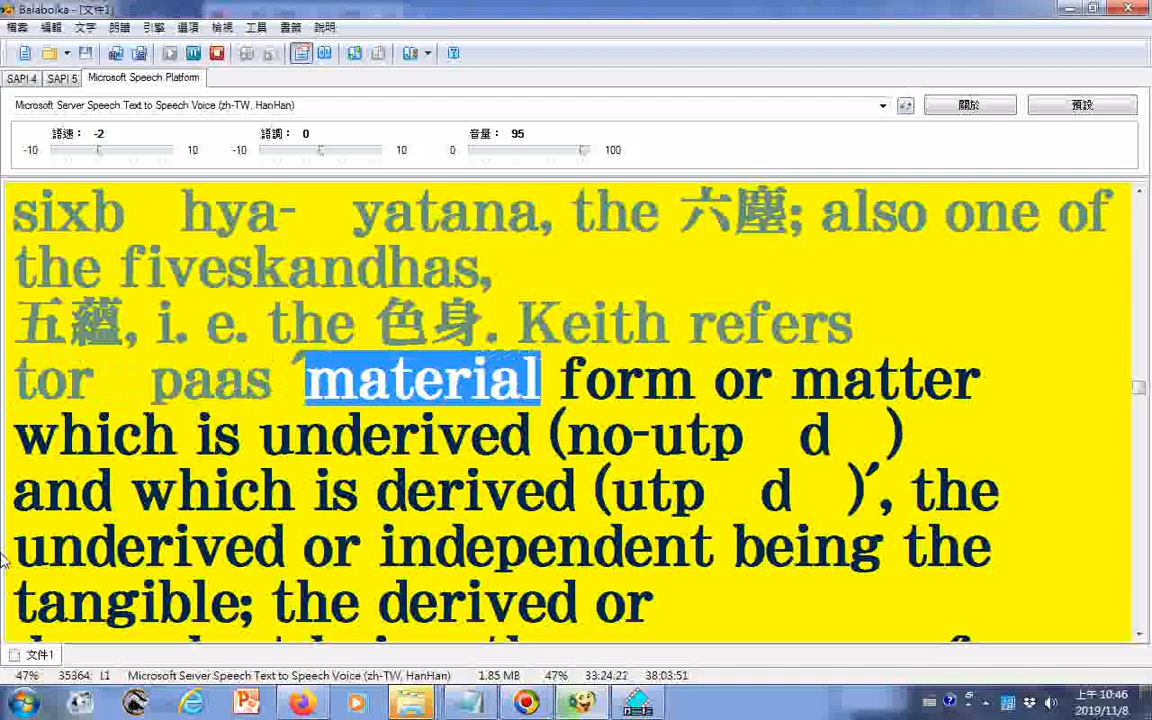 Balabolka - [文件1]
檔案 編輯 文字 朗讀 引擎 選項 檢視 工具 書籤 說明
SAPI 4 SAPI 5 Microsoft Speech Platform
Microsoft Server Speech Text to Speech Voice (zh-TW, HanHan) 關於 預設
語速： -2 語調： 0 音量： 95
-10 10 -10 10 0 100
sixb hya- yatana, the 六塵; also one of
the fiveskandhas,
五蘊, i. e. the 色身. Keith refers
tor paas ´material form or matter
which is underived (no-utp d )
and which is derived (utp d )´, the
underived or independent being the
tangible; the derived or
文件1
47% 35364: L1 Microsoft Server Speech Text to Speech Voice (zh-TW, HanHan) 1.85 MB 47% 33:24:22 38:03:51
上午 10:46
2019/11/8